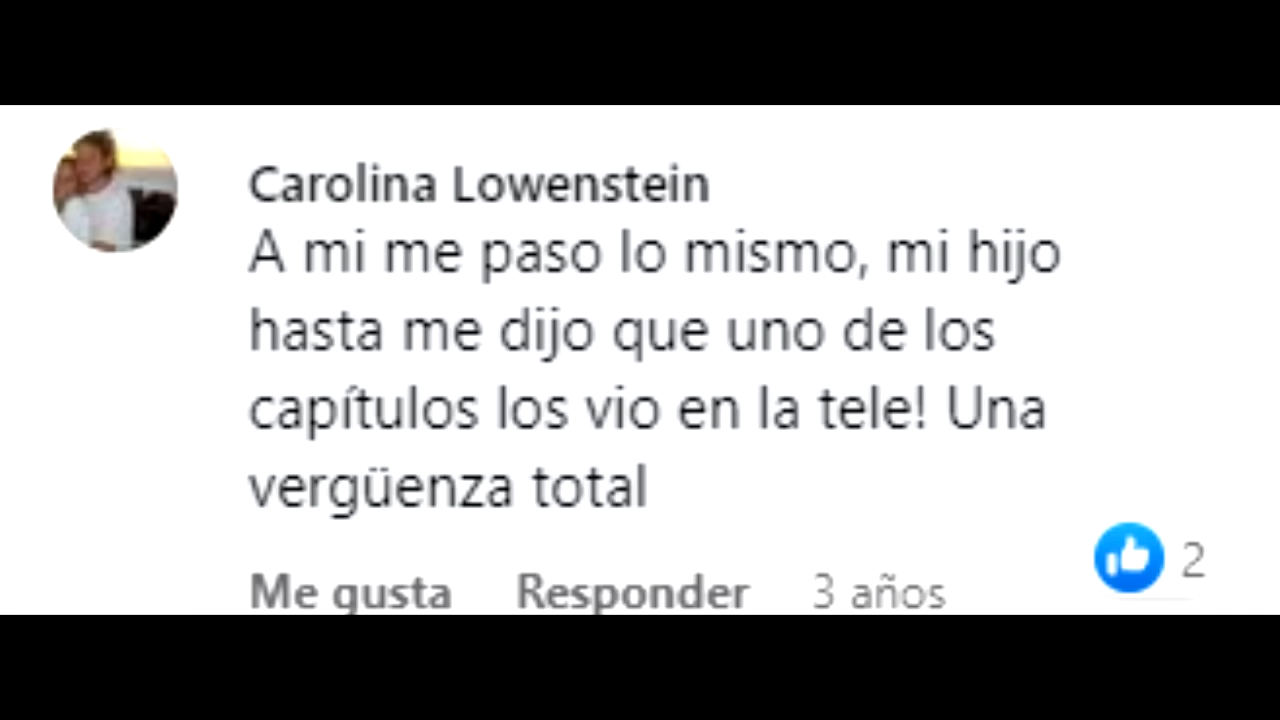 Carolina Lowenstein
A mi me paso lo mismo, mi hijo
hasta me dijo que uno de los
capítulos los vio en la tele! Una
vergüenza total
2
Me gusta Responder 3 años